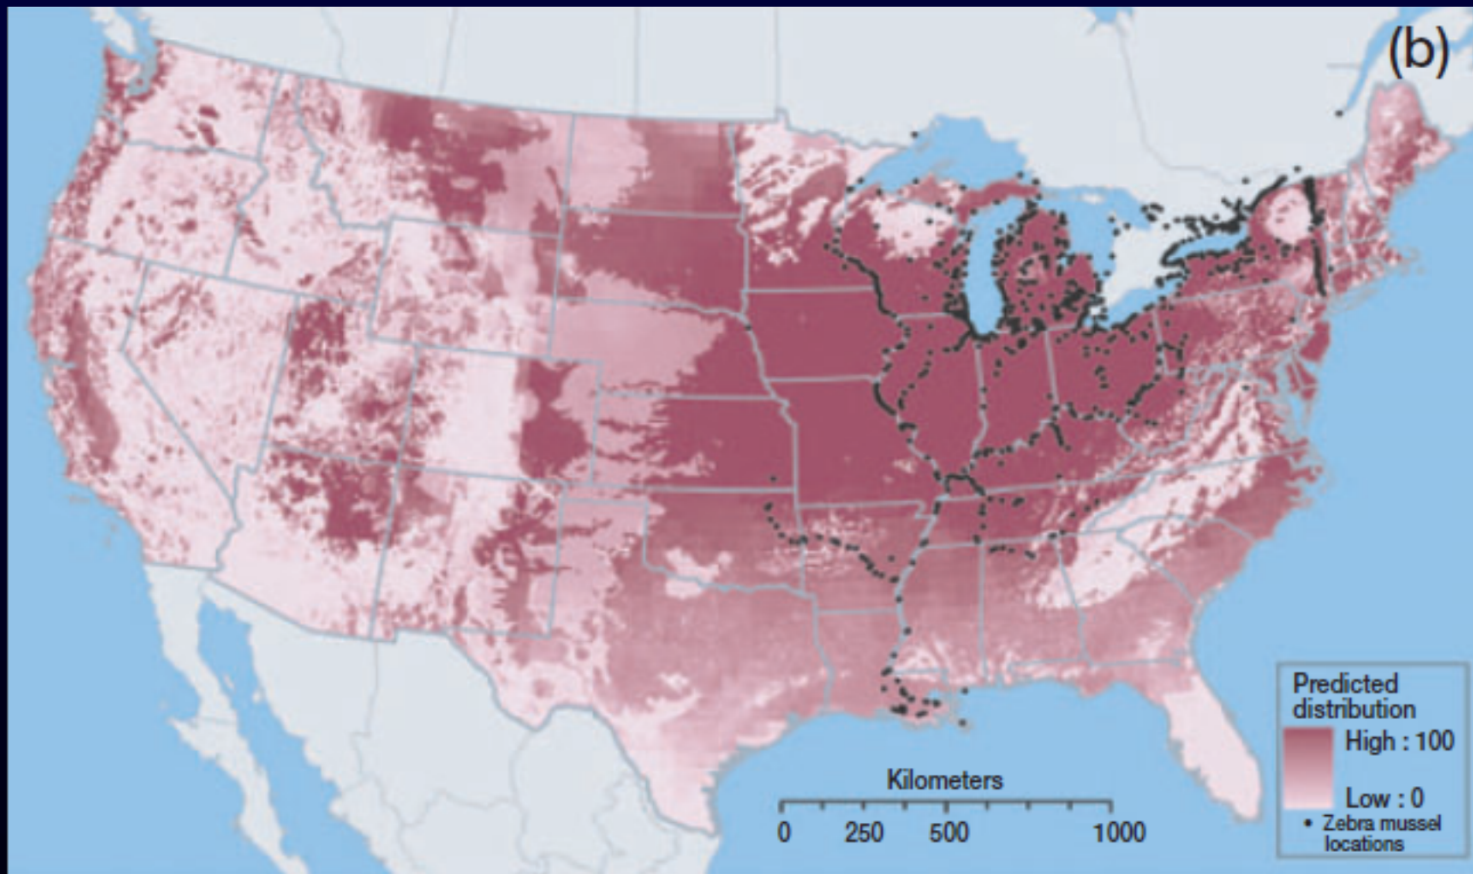 (b)
Predicted
distribution
High : 100
Low : 0
• Zebra mussel
locations
Kilometers
0 250 500 1000